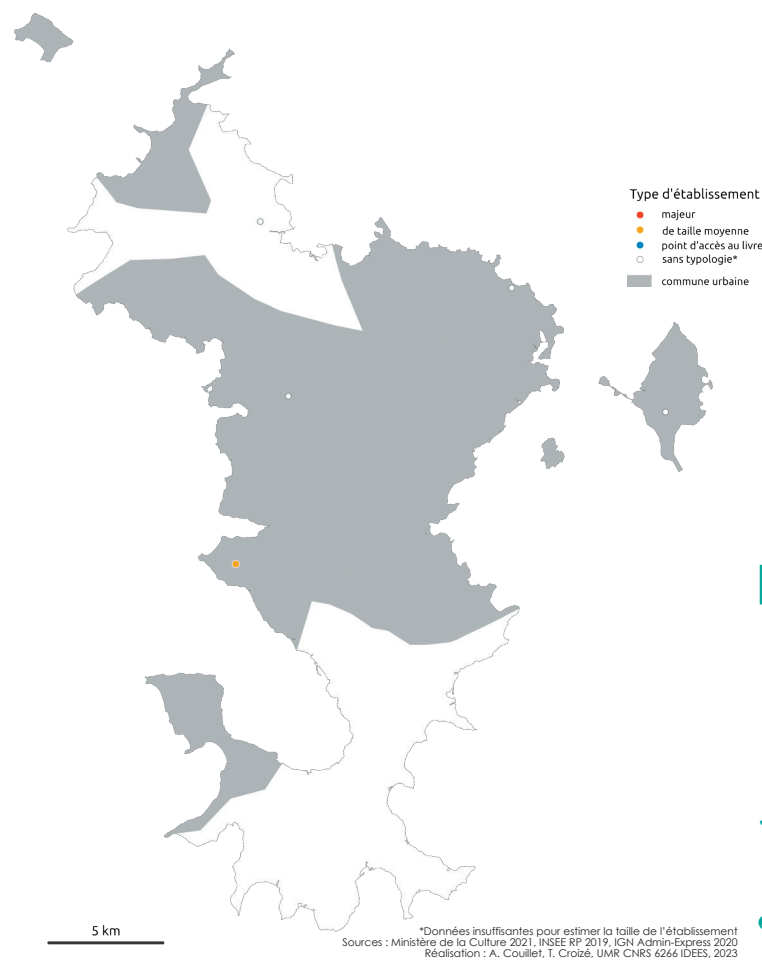 Type d'établissement
majeur
de taille moyenne
point d'accès au livre
sans typologie*
commune urbaine
5 km
*Données insuffisantes pour estimer la taille de l'établissement
Sources : Ministère de la Culture 2021, INSEE RP 2019, IGN Admin-Express 2020
Réalisation : A. Couillet, T. Croizé, UMR CNRS 6266 IDEES, 2023